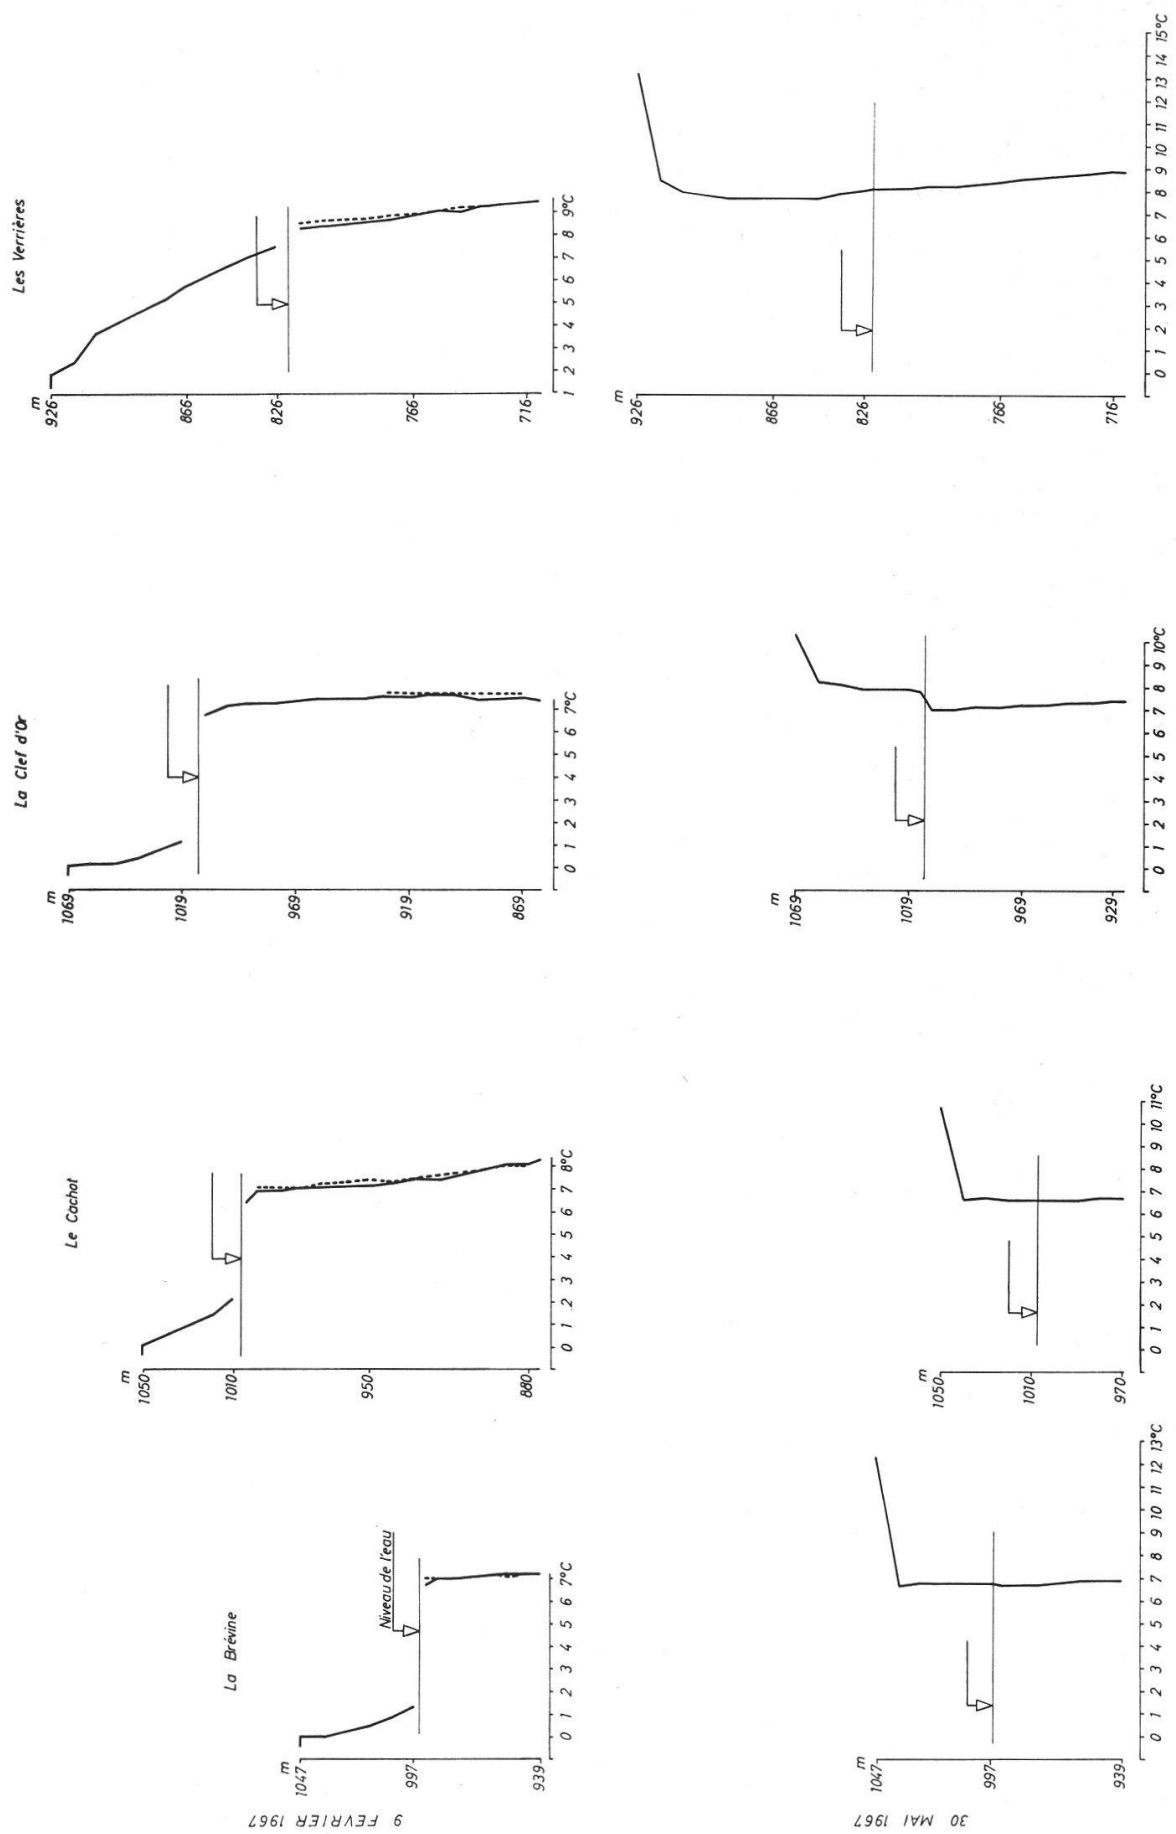 9 FEVRIER 1967
La Brévine
m
1047
997
939
Niveau de l'eau
0 1 2 3 4 5 6 7°C
Le Cachot
m
1050
1010
950
880
0 1 2 3 4 5 6 7 8°C
La Clef d'Or
m
1069
1019
969
919
869
0 1 2 3 4 5 6 7°C
Les Verrières
m
926
866
826
766
716
1 2 3 4 5 6 7 8 9°C
30 MAI 1967
m
1047
997
939
0 1 2 3 4 5 6 7 8 9 10 11 12 13°C
m
1050
1010
970
0 1 2 3 4 5 6 7 8 9 10 11°C
m
1069
1019
969
929
0 1 2 3 4 5 6 7 8 9 10°C
m
926
866
826
766
716
0 1 2 3 4 5 6 7 8 9 10 11 12 13 14 15°C